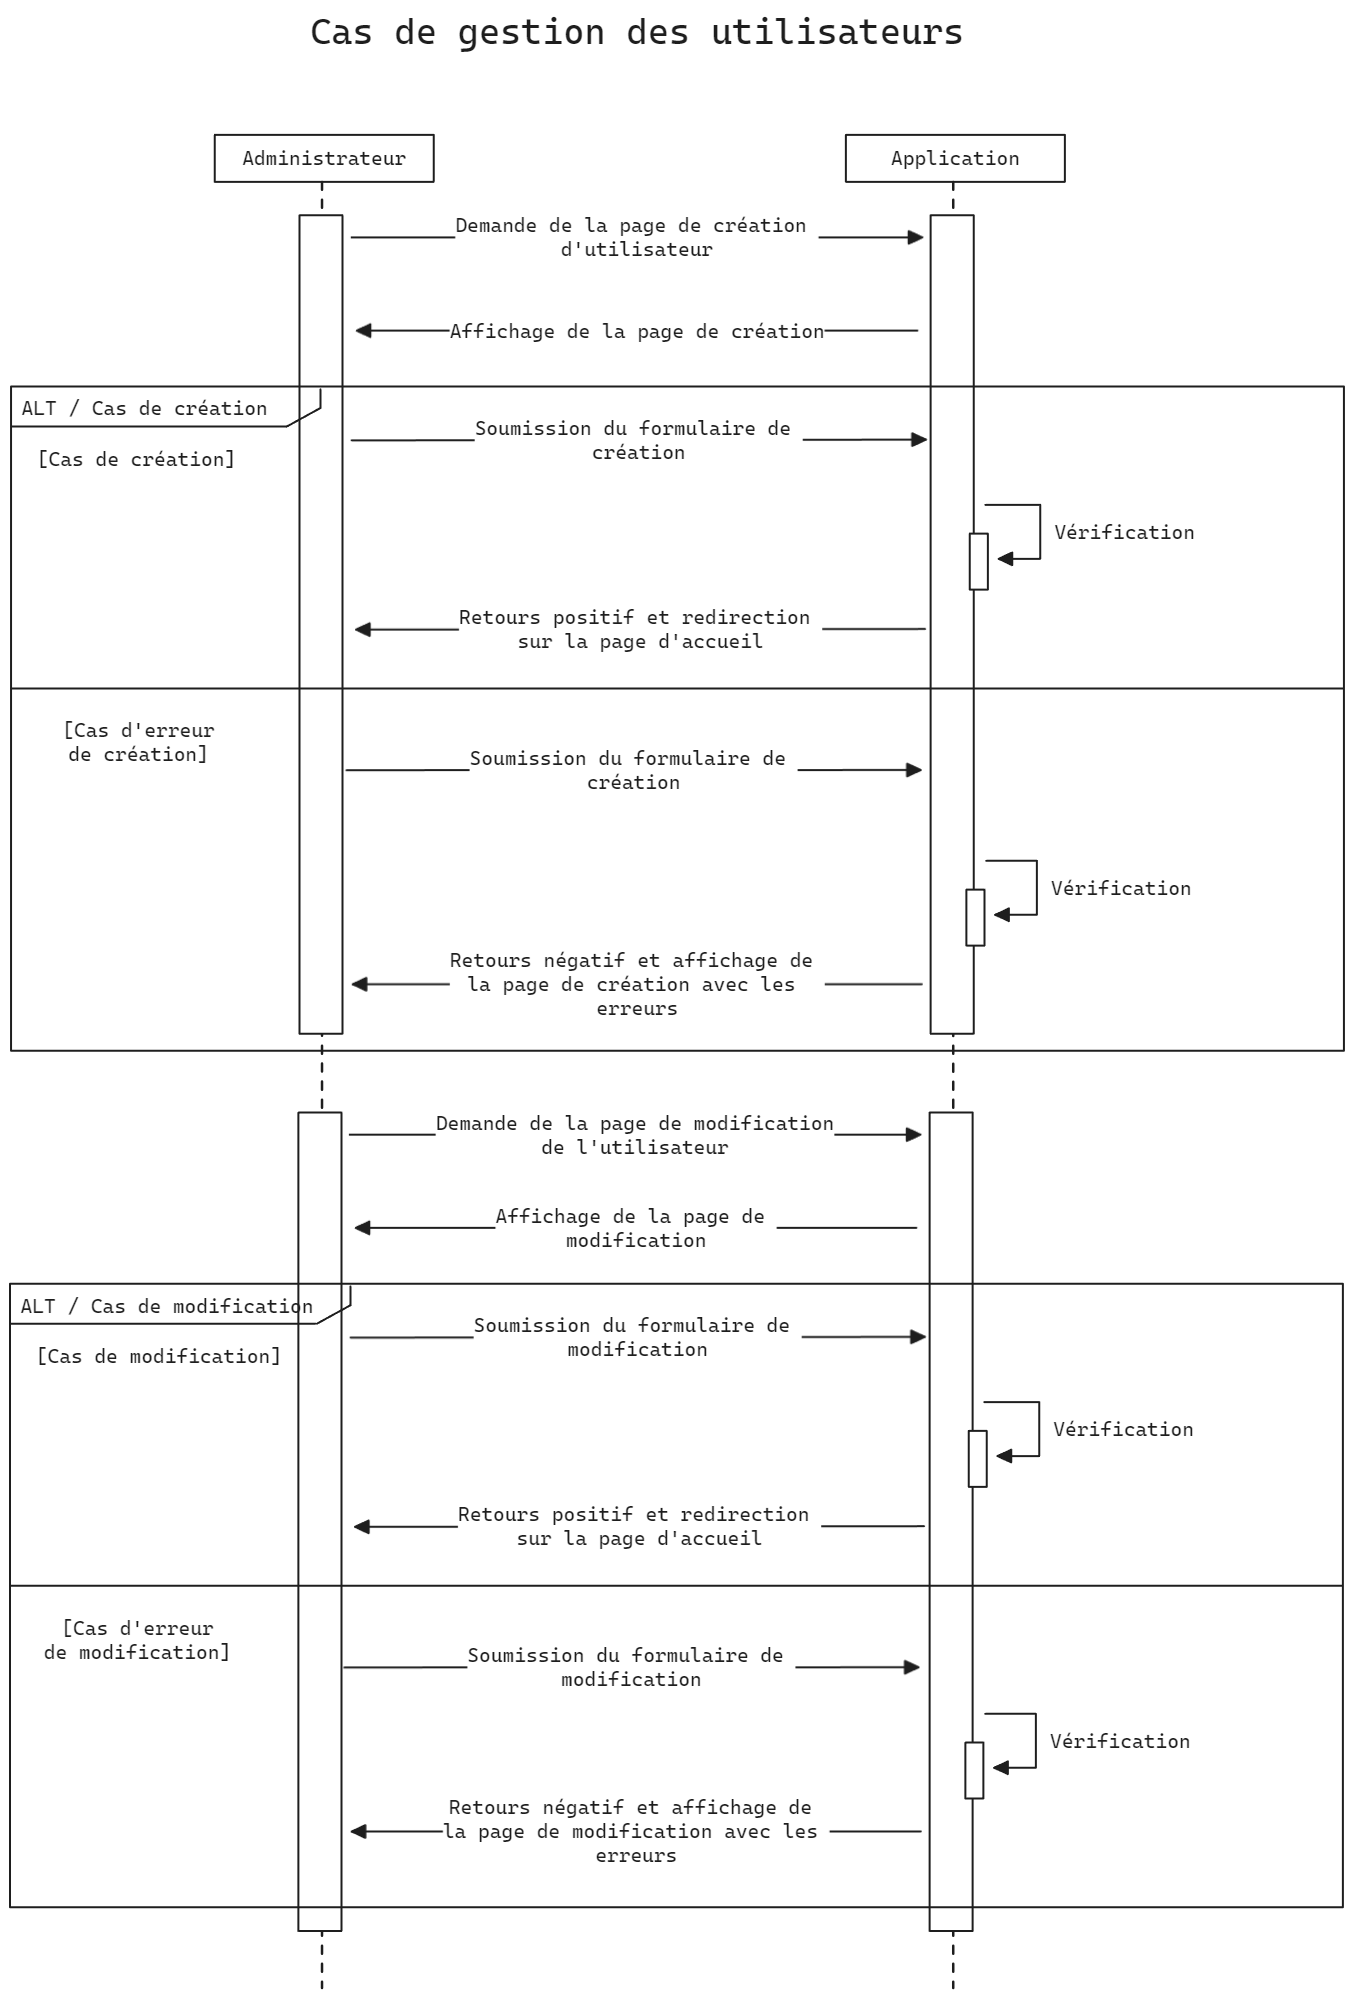 Cas de gestion des utilisateurs
Administrateur
Application
Demande de la page de création
d'utilisateur
Affichage de la page de création
ALT / Cas de création
[Cas de création]
Soumission du formulaire de
création
Vérification
Retours positif et redirection
sur la page d'accueil
[Cas d'erreur
de création]
Soumission du formulaire de
création
Vérification
Retours négatif et affichage de
la page de création avec les
erreurs
Demande de la page de modification
de l'utilisateur
Affichage de la page de
modification
ALT / Cas de modification
[Cas de modification]
Soumission du formulaire de
modification
Vérification
Retours positif et redirection
sur la page d'accueil
[Cas d'erreur
de modification]
Soumission du formulaire de
modification
Vérification
Retours négatif et affichage de
la page de modification avec les
erreurs